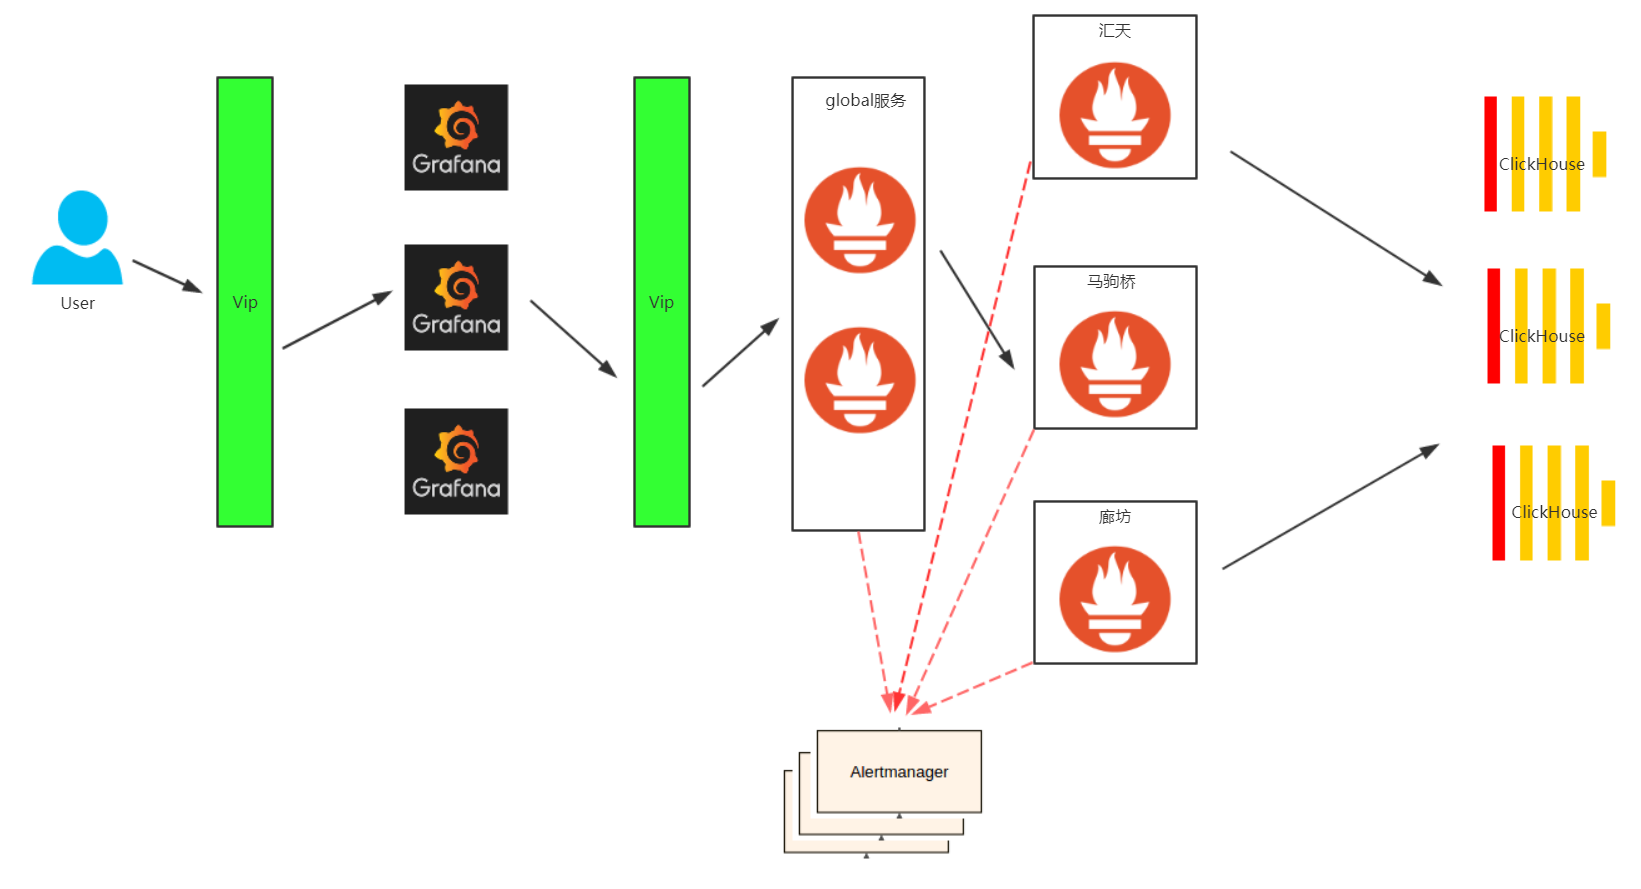 User
Vip
Grafana
Grafana
Grafana
Vip
global服务
汇天
马驹桥
廊坊
ClickHouse
ClickHouse
ClickHouse
Alertmanager